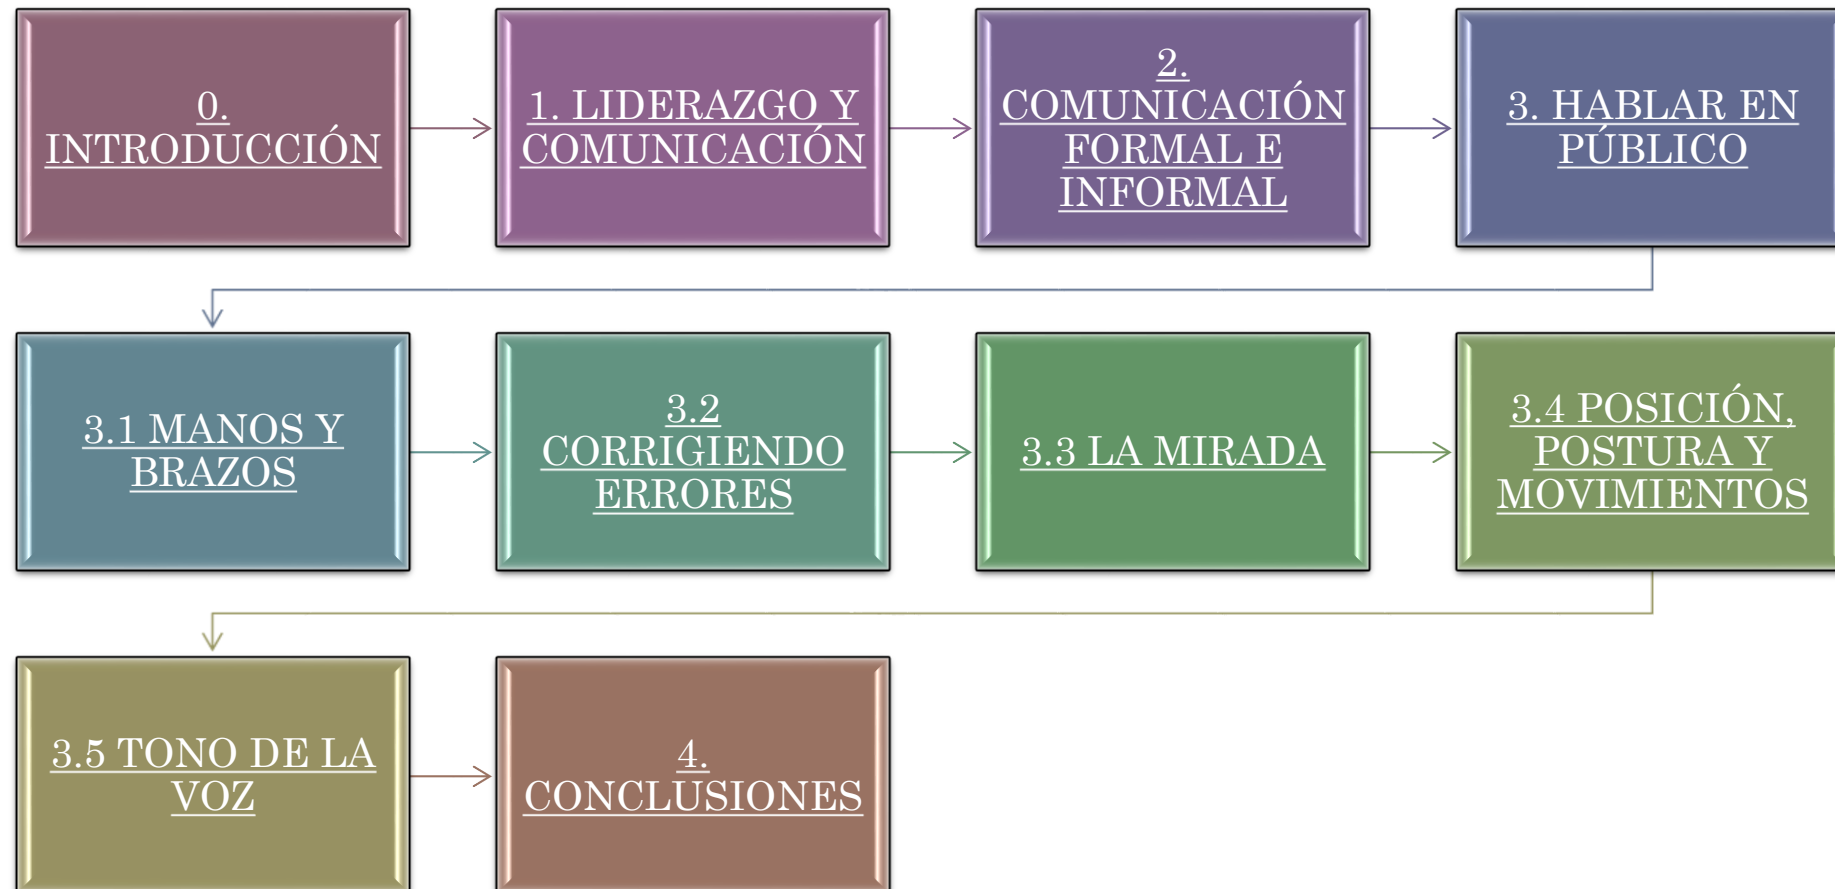 0.
INTRODUCCIÓN
1. LIDERAZGO Y
COMUNICACIÓN
2.
COMUNICACIÓN
FORMAL E
INFORMAL
3. HABLAR EN
PÚBLICO
3.1 MANOS Y
BRAZOS
3.2
CORRIGIENDO
ERRORES
3.3 LA MIRADA
3.4 POSICIÓN,
POSTURA Y
MOVIMIENTOS
3.5 TONO DE LA
VOZ
4.
CONCLUSIONES